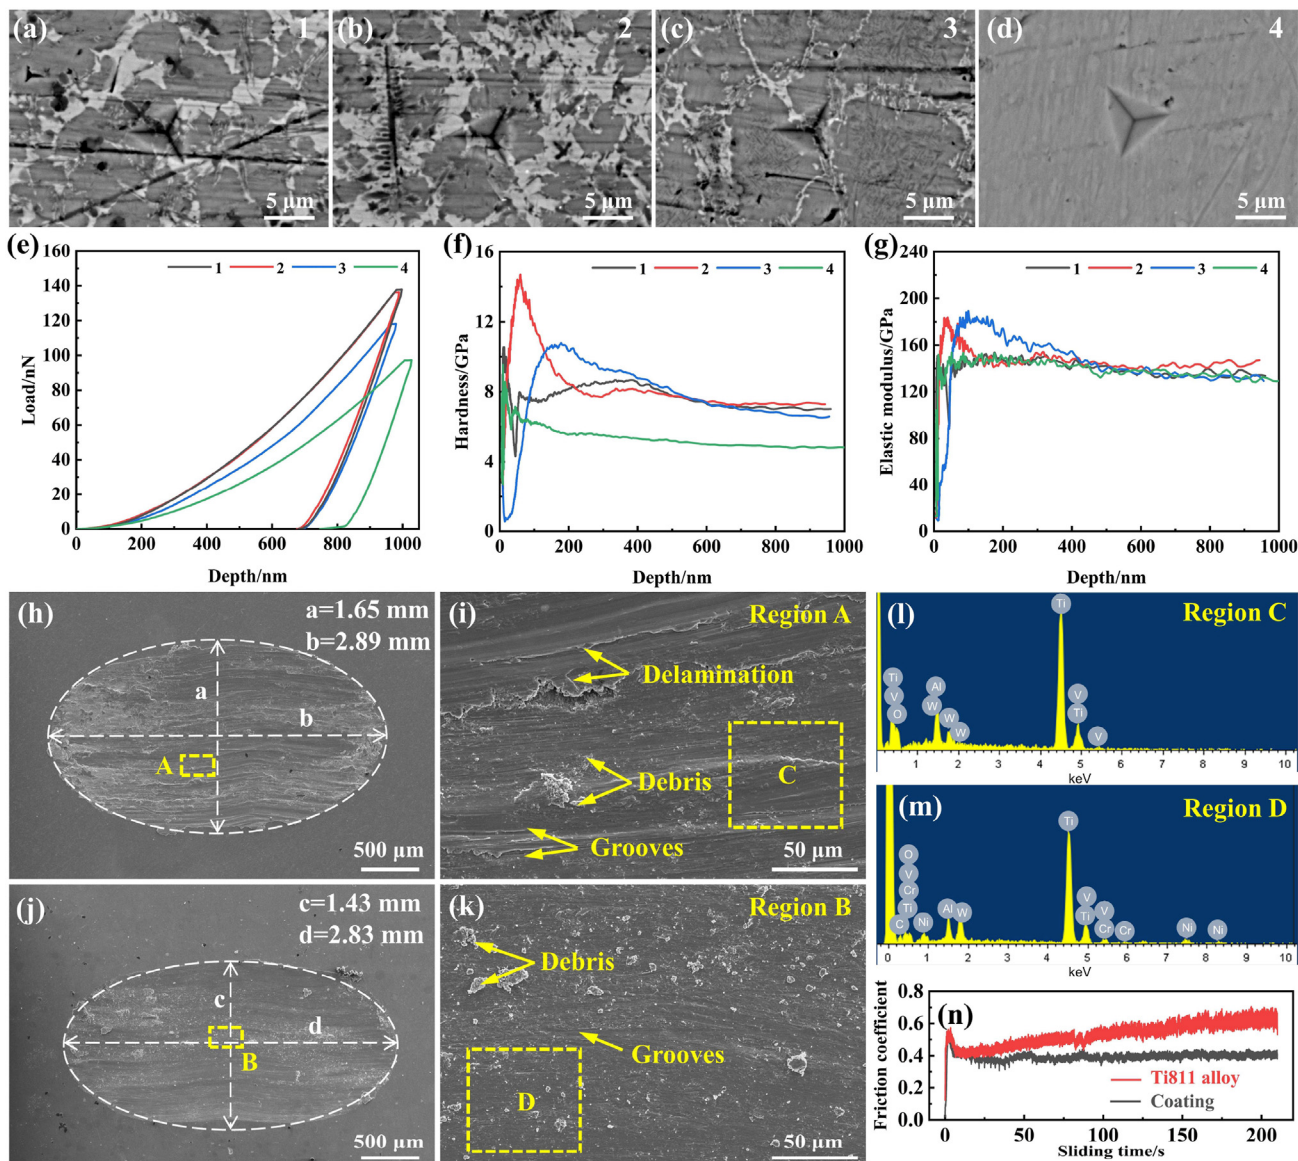 (a) 1
5 μm
(b) 2
5 μm
(c) 3
5 μm
(d) 4
5 μm
(e)
160
140
120
100
80
60
40
20
0
Load/nN
1 2 3 4
0 200 400 600 800 1000
Depth/nm
(f)
16
12
8
4
0
Hardness/GPa
1 2 3 4
0 200 400 600 800 1000
Depth/nm
(g)
240
200
160
120
80
40
0
Elastic modulus/GPa
1 2 3 4
0 200 400 600 800 1000
Depth/nm
(h)
a=1.65 mm
b=2.89 mm
a
b
A
500 μm
(i) Region A
Delamination
Debris
C
Grooves
50 μm
(l) Region C
Ti
V
O
Al
W
W
W
Ti
V
Ti
V
1 2 3 4 5 6 7 8 9 10
keV
(j)
c=1.43 mm
d=2.83 mm
c
d
B
500 μm
(k) Region B
Debris
Grooves
D
50 μm
(m) Region D
O
V
Cr
Ti
C
Ni
Al
W
Ti
V
Ti
V
Cr
Cr
Ni
Ni
0 1 2 3 4 5 6 7 8 9 10
keV
(n)
0.8
0.6
0.4
0.2
0.0
Friction coefficient
Ti811 alloy
Coating
0 50 100 150 200
Sliding time/s